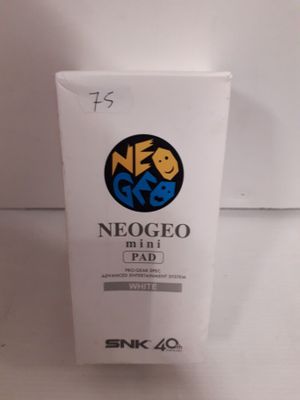 75
NEO
GEO
NEOGEO
mini
PAD
PRO-GEAR SPEC
ADVANCED ENTERTAINMENT SYSTEM
WHITE
SNK 40th